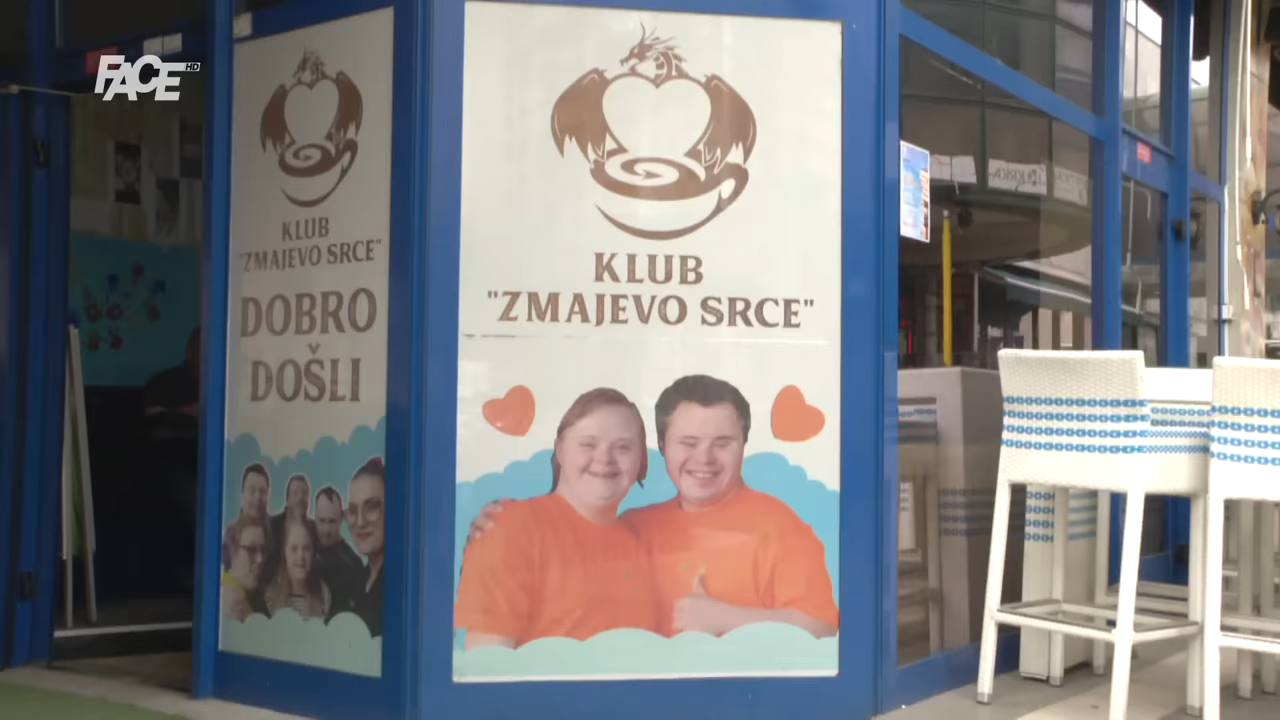 FACE HD
KLUB
"ZMAJEVO SRCE"
DOBRO
DOŠLI
KLUB
"ZMAJEVO SRCE"